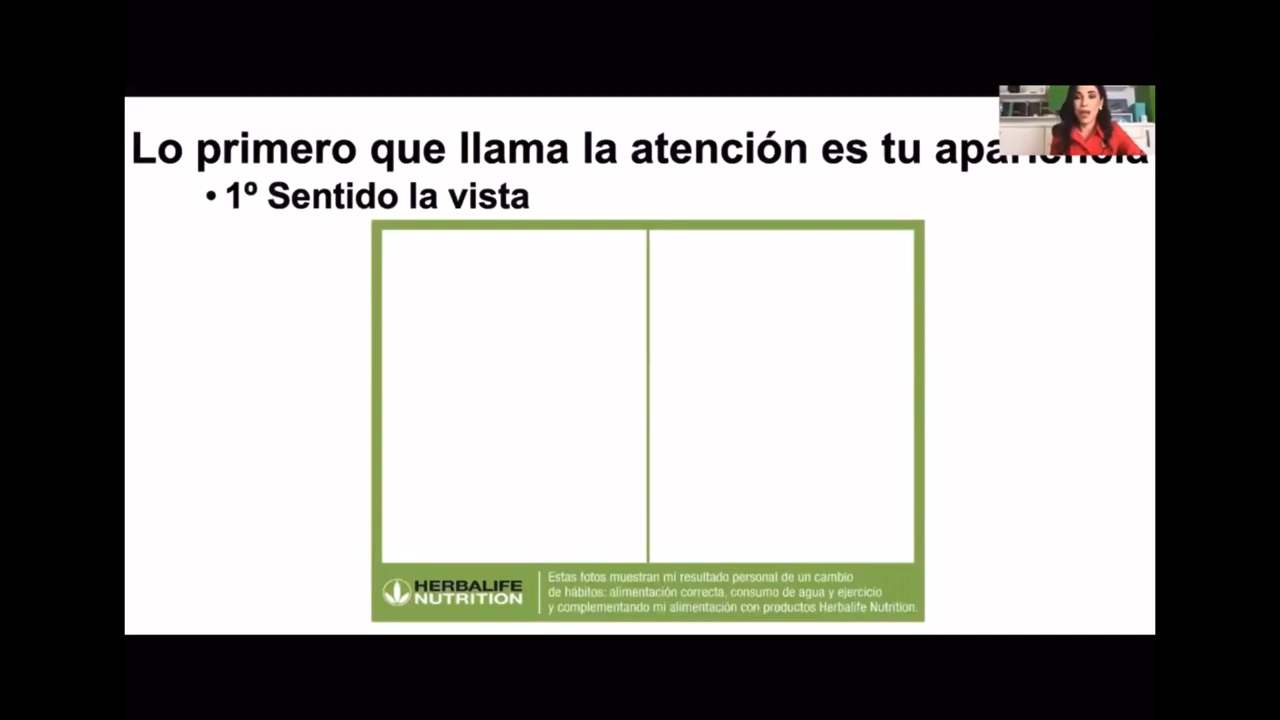 Lo primero que llama la atención es tu apariencia
• 1º Sentido la vista
HERBALIFE
NUTRITION
Estas fotos muestran mi resultado personal de un cambio
de hábitos: alimentación correcta, consumo de agua y ejercicio
y complementando mi alimentación con productos Herbalife Nutrition.